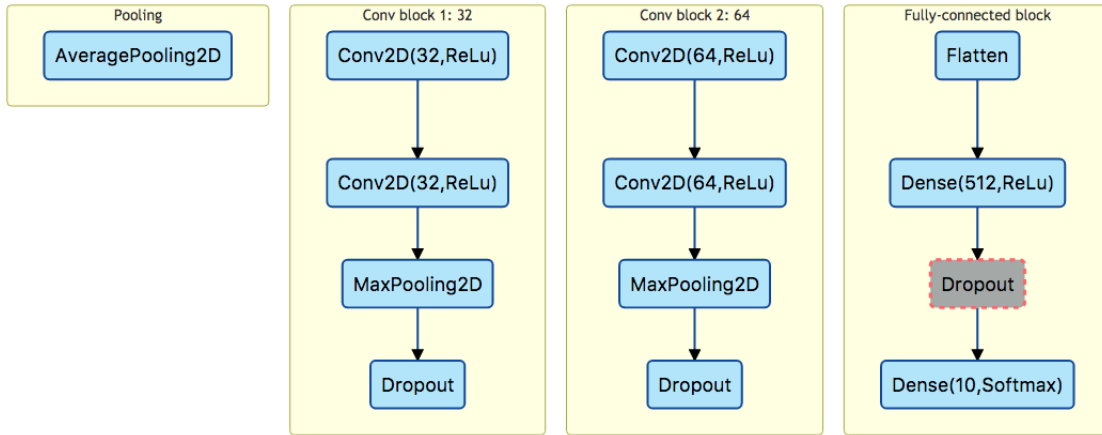 Pooling
AveragePooling2D
Conv block 1: 32
Conv2D(32,ReLu)
Conv2D(32,ReLu)
MaxPooling2D
Dropout
Conv block 2: 64
Conv2D(64,ReLu)
Conv2D(64,ReLu)
MaxPooling2D
Dropout
Fully-connected block
Flatten
Dense(512,ReLu)
Dropout
Dense(10,Softmax)